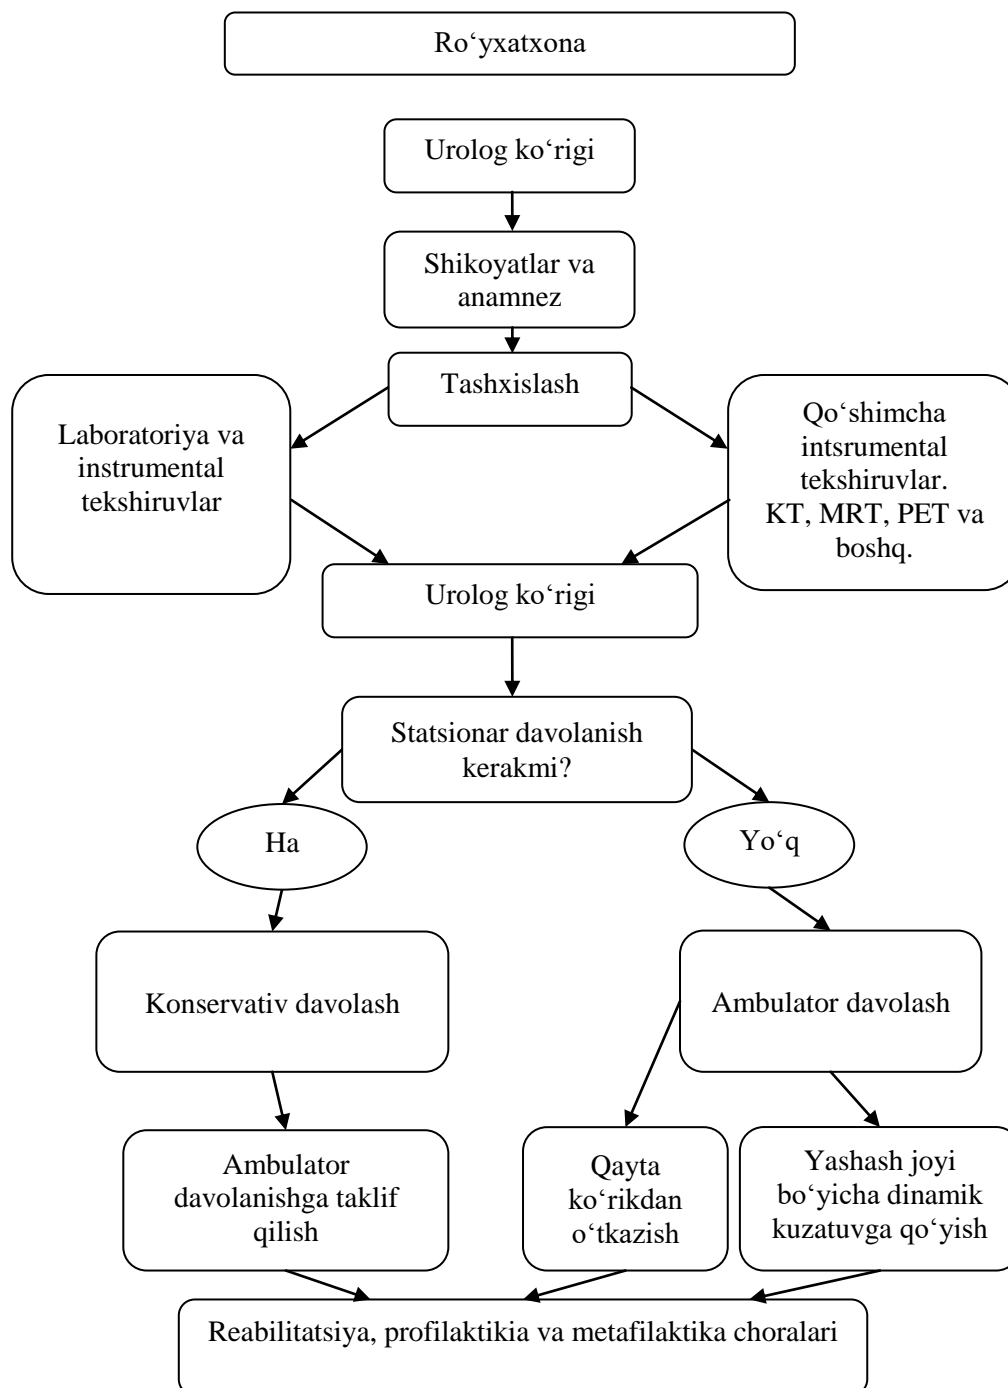 Ro‘yxatxona
Urolog ko‘rigi
Shikoyatlar va
anamnez
Tashxislash
Laboratoriya va
instrumental
tekshiruvlar
Qo‘shimcha
intsrumental
tekshiruvlar.
KT, MRT, PET va
boshq.
Urolog ko‘rigi
Statsionar davolanish
kerakmi?
Ha
Yo‘q
Konservativ davolash
Ambulator davolash
Ambulator
davolanishga taklif
qilish
Qayta
ko‘rikdan
o‘tkazish
Yashash joyi
bo‘yicha dinamik
kuzatuvga qo‘yish
Reabilitatsiya, profilaktikia va metafilaktika choralari